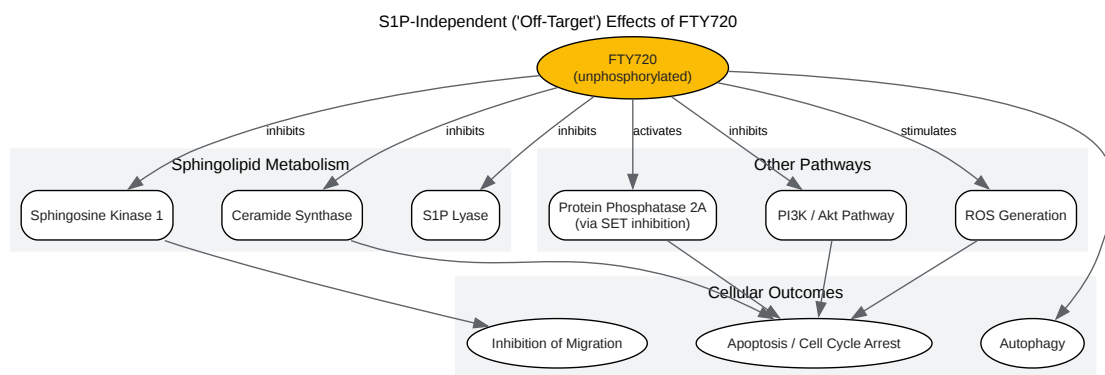 S1P-Independent ('Off-Target') Effects of FTY720
FTY720
(unphosphorylated)
inhibits
inhibits
inhibits
activates
inhibits
stimulates
Sphingolipid Metabolism
Other Pathways
Sphingosine Kinase 1
Ceramide Synthase
S1P Lyase
Protein Phosphatase 2A
(via SET inhibition)
PI3K / Akt Pathway
ROS Generation
Cellular Outcomes
Inhibition of Migration
Apoptosis / Cell Cycle Arrest
Autophagy